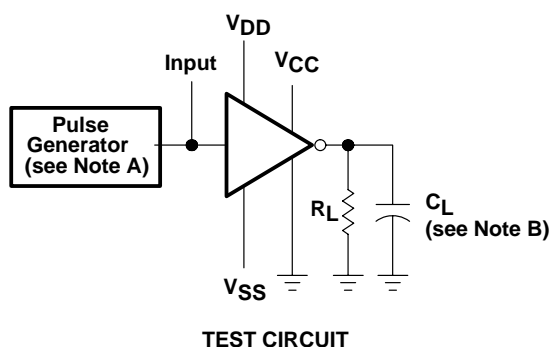 VDD
Input
VCC
Pulse
Generator
(see Note A)
RL
CL
(see Note B)
VSS
TEST CIRCUIT